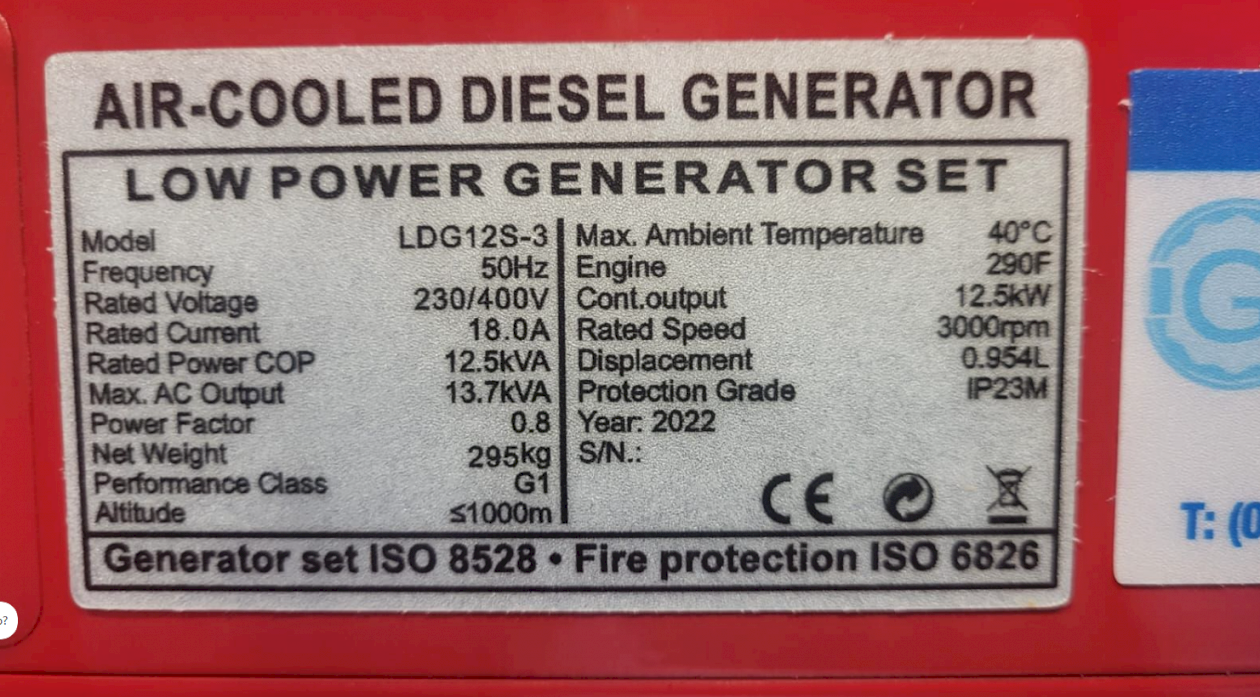 AIR-COOLED DIESEL GENERATOR
LOW POWER GENERATOR SET
Model LDG12S-3
Frequency 50Hz
Rated Voltage 230/400V
Rated Current 18.0A
Rated Power COP 12.5kVA
Max. AC Output 13.7kVA
Power Factor 0.8
Net Weight 295kg
Performance Class G1
Altitude ≤1000m
Max. Ambient Temperature 40°C
Engine 290F
Cont.output 12.5kW
Rated Speed 3000rpm
Displacement 0.954L
Protection Grade IP23M
Year: 2022
S/N.:
CE
Generator set ISO 8528 • Fire protection ISO 6826
G
T: (0